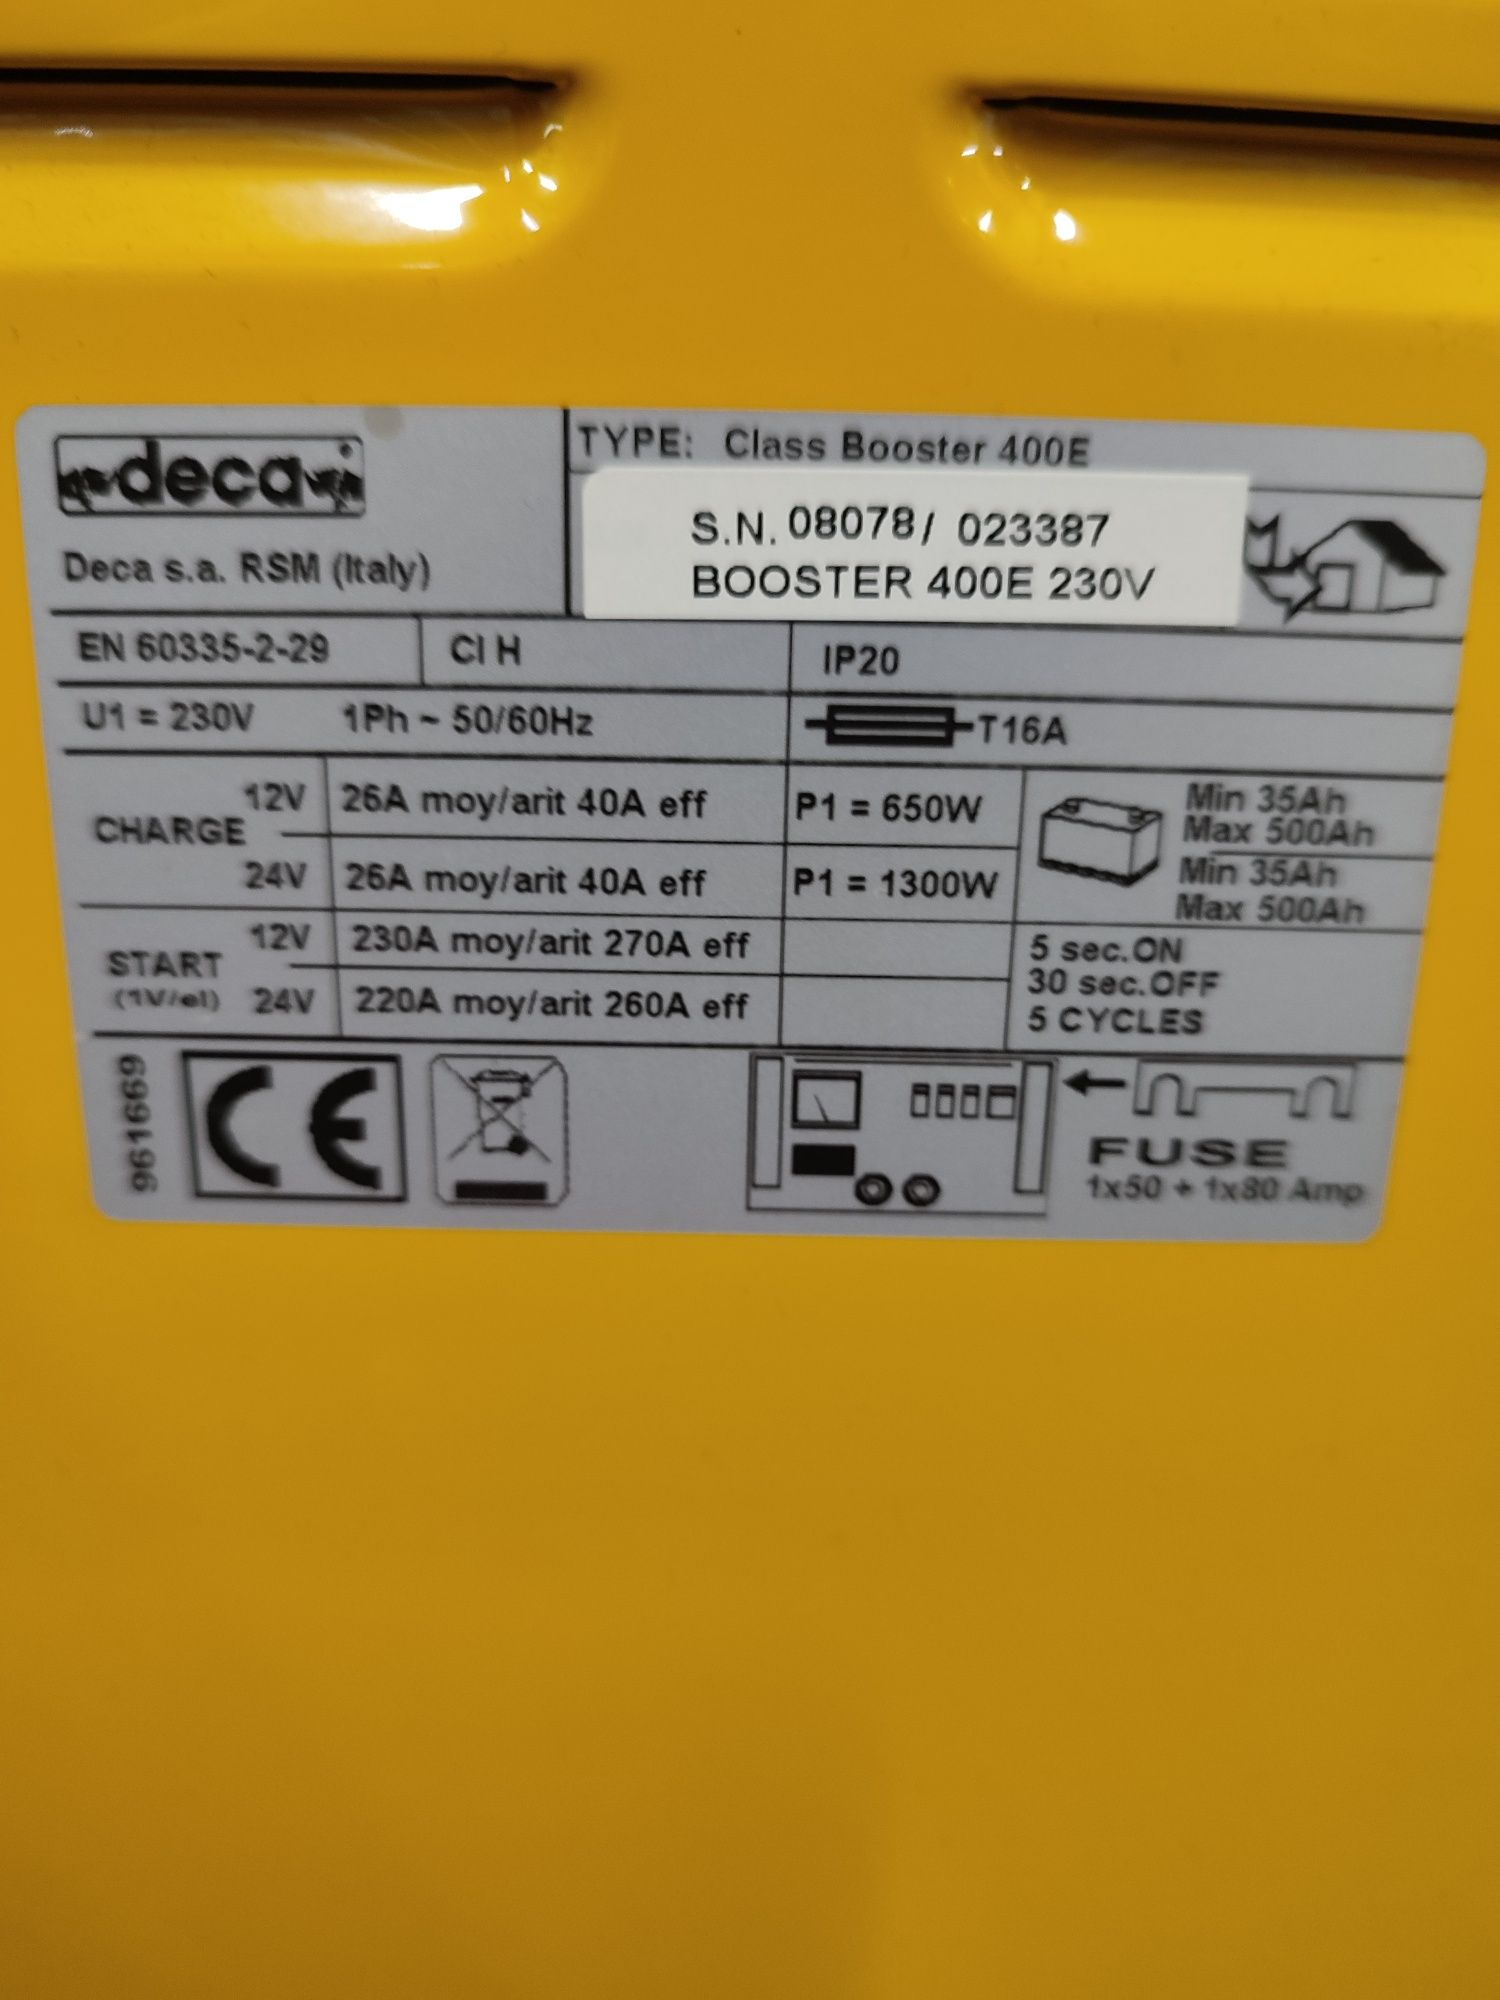 deca
TYPE: Class Booster 400E
S.N. 08078/ 023387
BOOSTER 400E 230V
Deca s.a. RSM (Italy)
EN 60335-2-29 CI H IP20
U1 = 230V 1Ph ~ 50/60Hz T16A
CHARGE
12V 26A moy/arit 40A eff P1 = 650W Min 35Ah
Max 500Ah
24V 26A moy/arit 40A eff P1 = 1300W Min 35Ah
Max 500Ah
START
(1V/el)
12V 230A moy/arit 270A eff
24V 220A moy/arit 260A eff
5 sec.ON
30 sec.OFF
5 CYCLES
961669
CE
FUSE
1x50 + 1x80 Amp